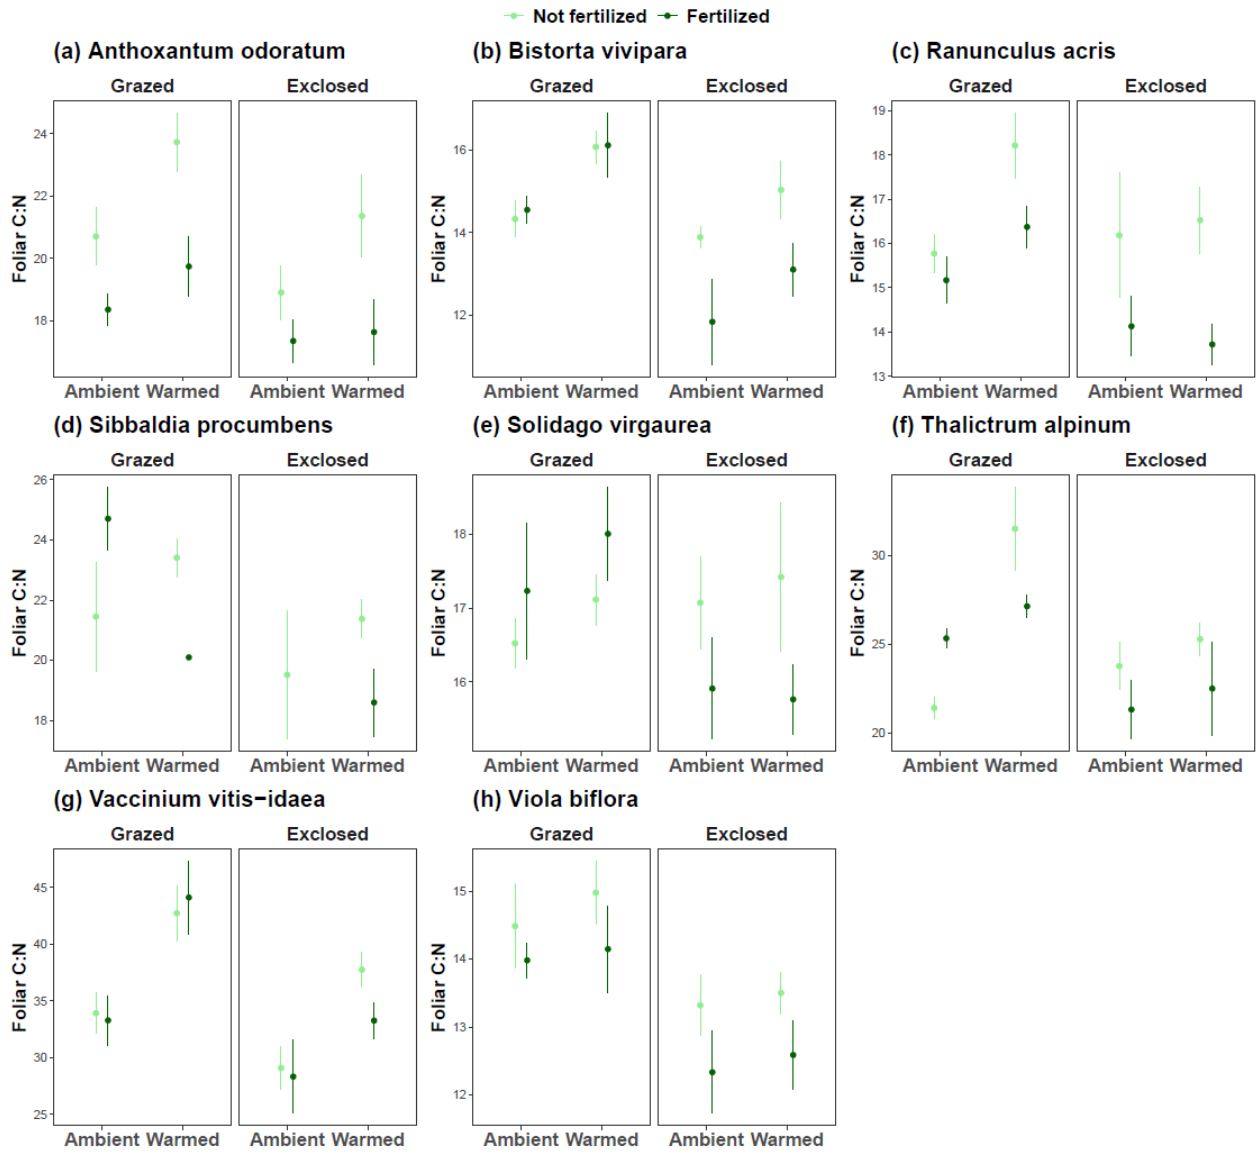 Not fertilized Fertilized
(a) Anthoxantum odoratum
Grazed Exclosed
Foliar C:N
24
22
20
18
Ambient Warmed Ambient Warmed
(b) Bistorta vivipara
Grazed Exclosed
Foliar C:N
16
14
12
Ambient Warmed Ambient Warmed
(c) Ranunculus acris
Grazed Exclosed
Foliar C:N
19
18
17
16
15
14
13
Ambient Warmed Ambient Warmed
(d) Sibbaldia procumbens
Grazed Exclosed
Foliar C:N
26
24
22
20
18
Ambient Warmed Ambient Warmed
(e) Solidago virgaurea
Grazed Exclosed
Foliar C:N
18
17
16
Ambient Warmed Ambient Warmed
(f) Thalictrum alpinum
Grazed Exclosed
Foliar C:N
30
25
20
Ambient Warmed Ambient Warmed
(g) Vaccinium vitis−idaea
Grazed Exclosed
Foliar C:N
45
40
35
30
25
Ambient Warmed Ambient Warmed
(h) Viola biflora
Grazed Exclosed
Foliar C:N
15
14
13
12
Ambient Warmed Ambient Warmed